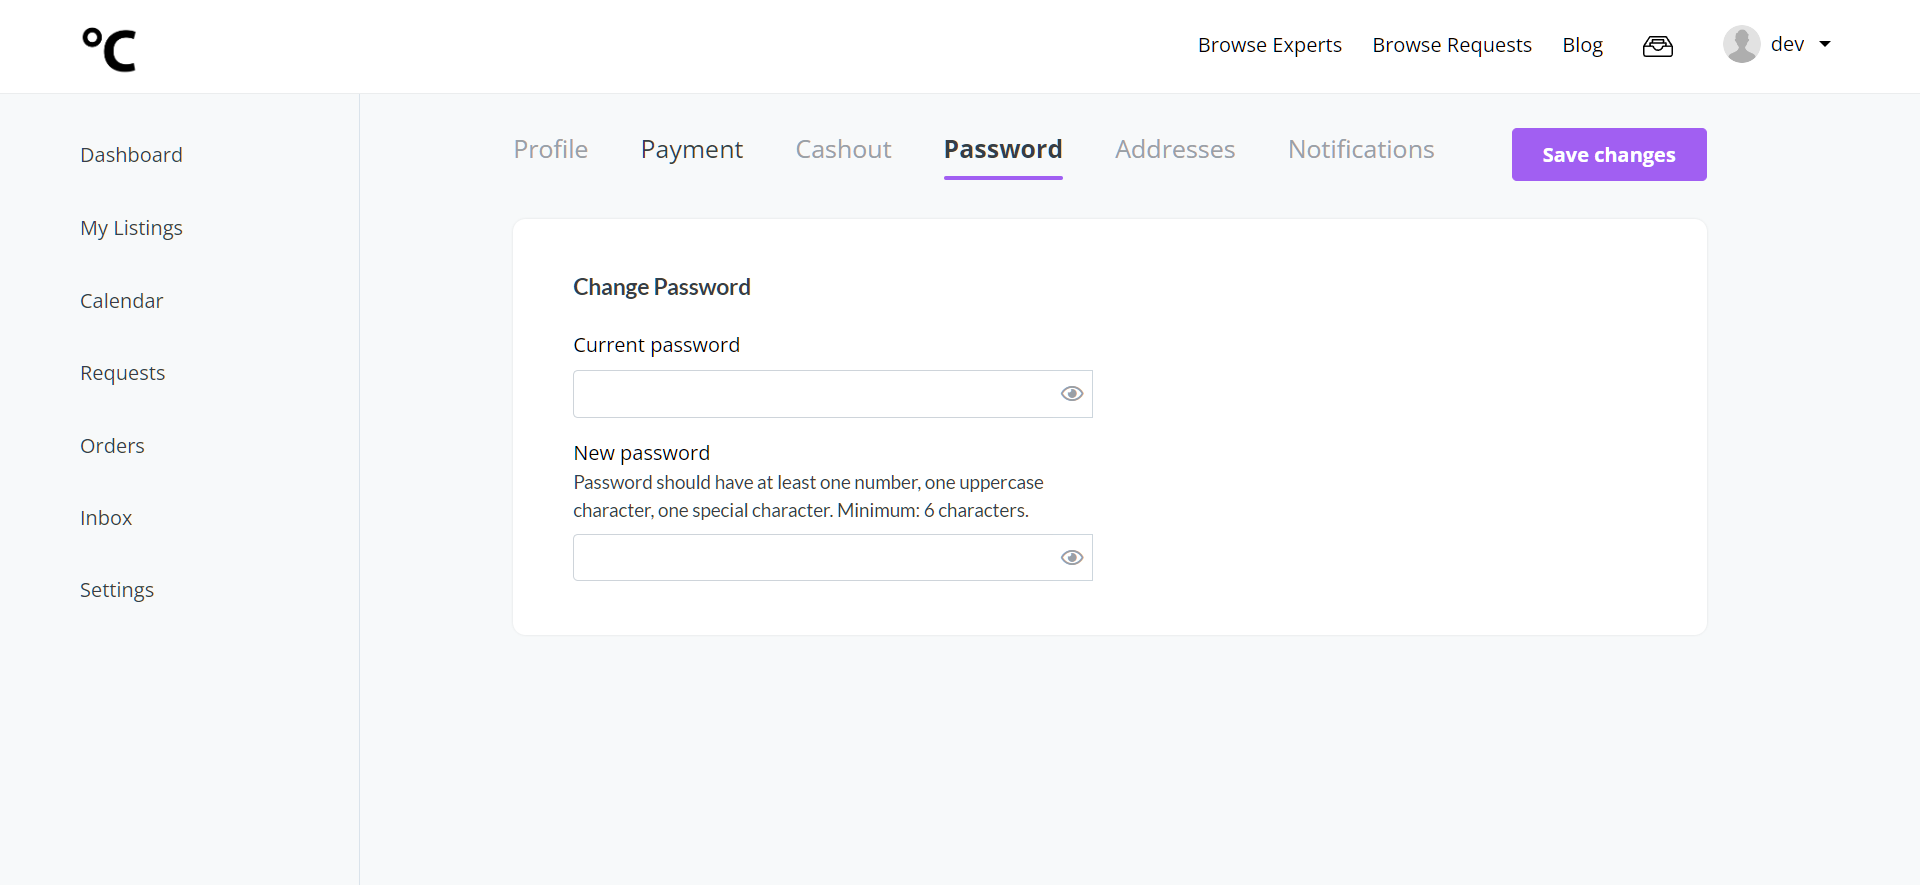 °C
Browse Experts
Browse Requests
Blog
dev
Dashboard
My Listings
Calendar
Requests
Orders
Inbox
Settings
Profile
Payment
Cashout
Password
Addresses
Notifications
Save changes
Change Password
Current password
New password
Password should have at least one number, one uppercase
character, one special character. Minimum: 6 characters.